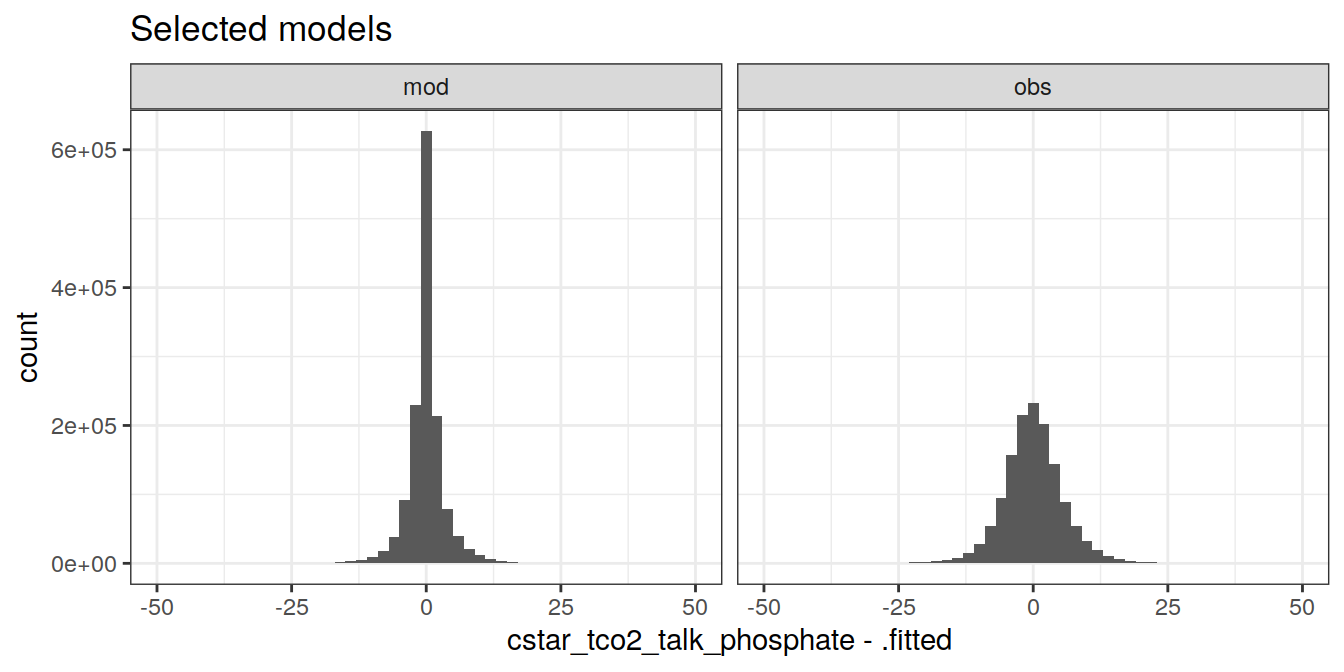 Selected models
mod
obs
6e+05
4e+05
2e+05
0e+00
count
-50
-25
0
25
50
-50
-25
0
25
50
cstar_tco2_talk_phosphate - .fitted